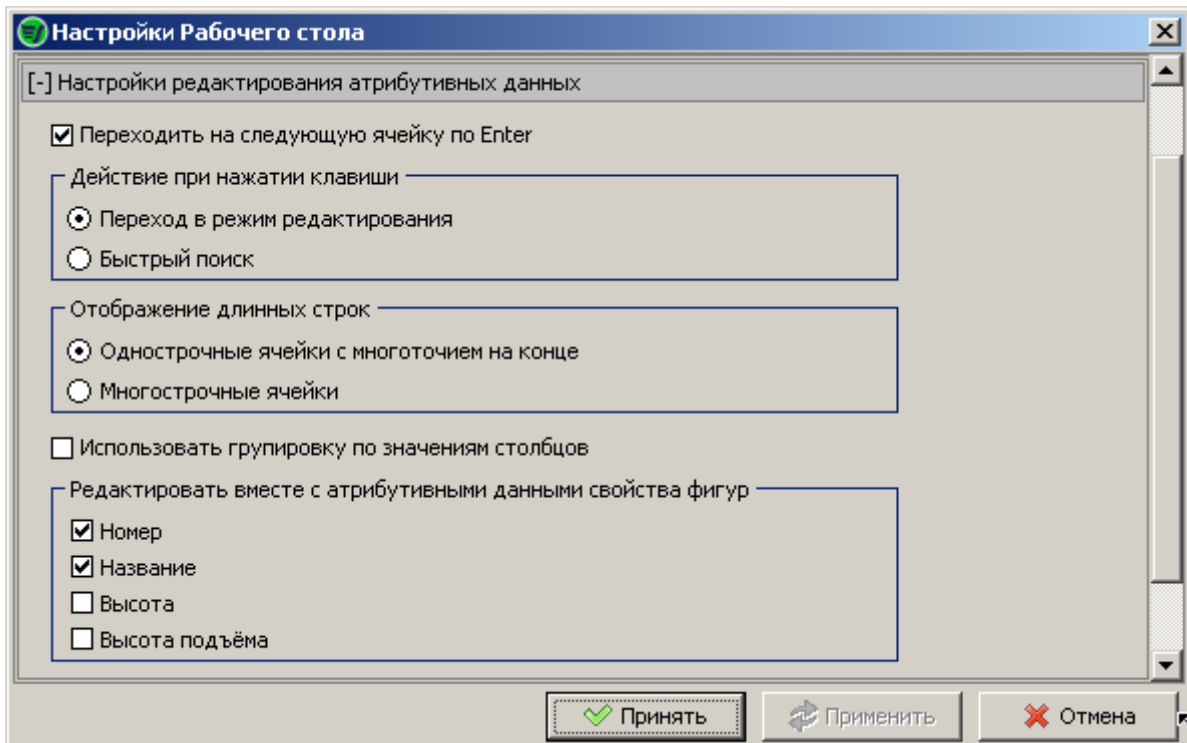 Настройки Рабочего стола
[-] Настройки редактирования атрибутивных данных
Переходить на следующую ячейку по Enter
Действие при нажатии клавиши
Переход в режим редактирования
Быстрый поиск
Отображение длинных строк
Однострочные ячейки с многоточием на конце
Многострочные ячейки
Использовать групировку по значениям столбцов
Редактировать вместе с атрибутивными данными свойства фигур
Номер
Название
Высота
Высота подъёма
Принять Применить Отмена